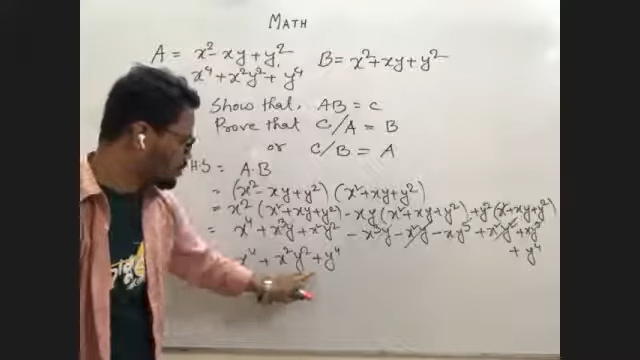 MATH
A = x² - xy + y² B = x² + xy + y²
x⁴ + x²y² + y⁴
Show that, AB = C
Prove that C/A = B
or C/B = A
H·S = A·B
= (x² - xy + y²) (x² + xy + y²)
= x² (x² + xy + y²) - xy (x² + xy + y²) + y² (x² + xy + y²)
= x⁴ + x³y + x²y² - x³y - x²y² - xy³ + x²y² + xy³
+ y⁴
x⁴ + x²y² + y⁴